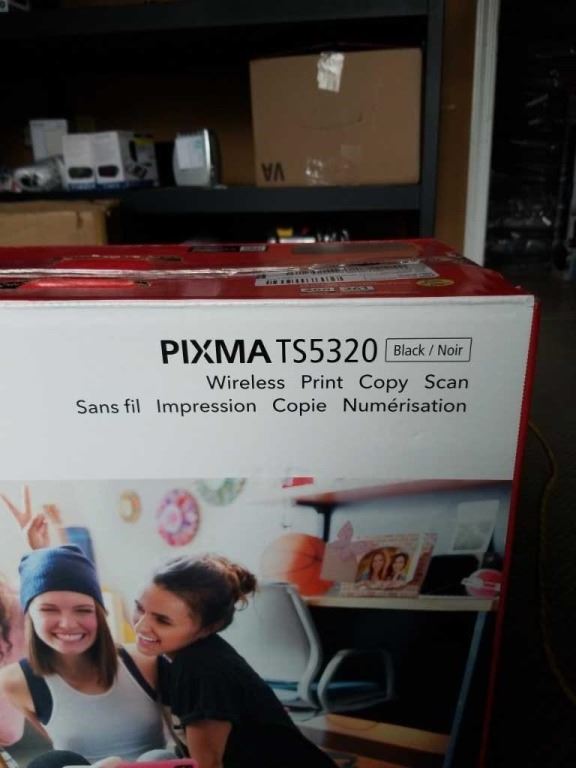 PIXMA TS5320 Black / Noir
Wireless Print Copy Scan
Sans fil Impression Copie Numérisation